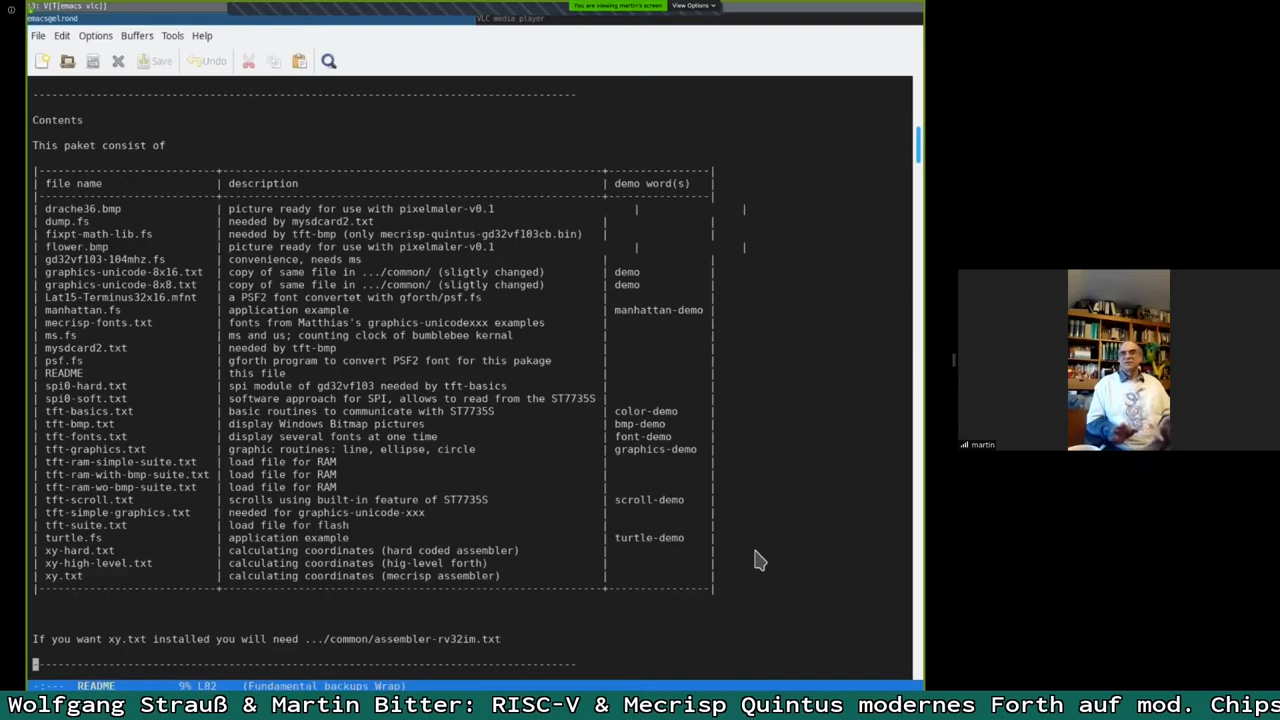 3: V[T[emacs vlc]]
You are viewing martin's screen
View Options
emacs@elrond
VLC media player
File Edit Options Buffers Tools Help
Save
Undo
--------------------------------------------------------------------------------------
Contents
This paket consist of
| file name | description | demo word(s) |
| drache36.bmp | picture ready for use with pixelmaler-v0.1 | |
| dump.fs | needed by mysdcard2.txt | |
| fixpt-math-lib.fs | needed by tft-bmp (only mecrisp-quintus-gd32vf103cb.bin) | |
| flower.bmp | picture ready for use with pixelmaler-v0.1 | |
| gd32vf103-104mhz.fs | convenience, needs ms | |
| graphics-unicode-8x16.txt | copy of same file in .../common/ (sligtly changed) | demo |
| graphics-unicode-8x8.txt | copy of same file in .../common/ (sligtly changed) | demo |
| Lat15-Terminus32x16.mfnt | a PSF2 font convertet with gforth/psf.fs | |
| manhattan.fs | application example | manhattan-demo |
| mecrisp-fonts.txt | fonts from Matthias's graphics-unicodexxx examples | |
| ms.fs | ms and us; counting clock of bumblebee kernal | |
| mysdcard2.txt | needed by tft-bmp | |
| psf.fs | gforth program to convert PSF2 font for this pakage | |
| README | this file | |
| spi0-hard.txt | spi module of gd32vf103 needed by tft-basics | |
| spi0-soft.txt | software approach for SPI, allows to read from the ST7735S | |
| tft-basics.txt | basic routines to communicate with ST7735S | color-demo |
| tft-bmp.txt | display Windows Bitmap pictures | bmp-demo |
| tft-fonts.txt | display several fonts at one time | font-demo |
| tft-graphics.txt | graphic routines: line, ellipse, circle | graphics-demo |
| tft-ram-simple-suite.txt | load file for RAM | |
| tft-ram-with-bmp-suite.txt | load file for RAM | |
| tft-ram-wo-bmp-suite.txt | load file for RAM | |
| tft-scroll.txt | scrolls using built-in feature of ST7735S | scroll-demo |
| tft-simple-graphics.txt | needed for graphics-unicode-xxx | |
| tft-suite.txt | load file for flash | |
| turtle.fs | application example | turtle-demo |
| xy-hard.txt | calculating coordinates (hard coded assembler) | |
| xy-high-level.txt | calculating coordinates (hig-level forth) | |
| xy.txt | calculating coordinates (mecrisp assembler) | |
If you want xy.txt installed you will need .../common/assembler-rv32im.txt
--------------------------------------------------------------------------------------
-:--- README 9% L82 (Fundamental backups Wrap)
martin
Wolfgang Strauß & Martin Bitter: RISC-V & Mecrisp Quintus modernes Forth auf mod. Chips